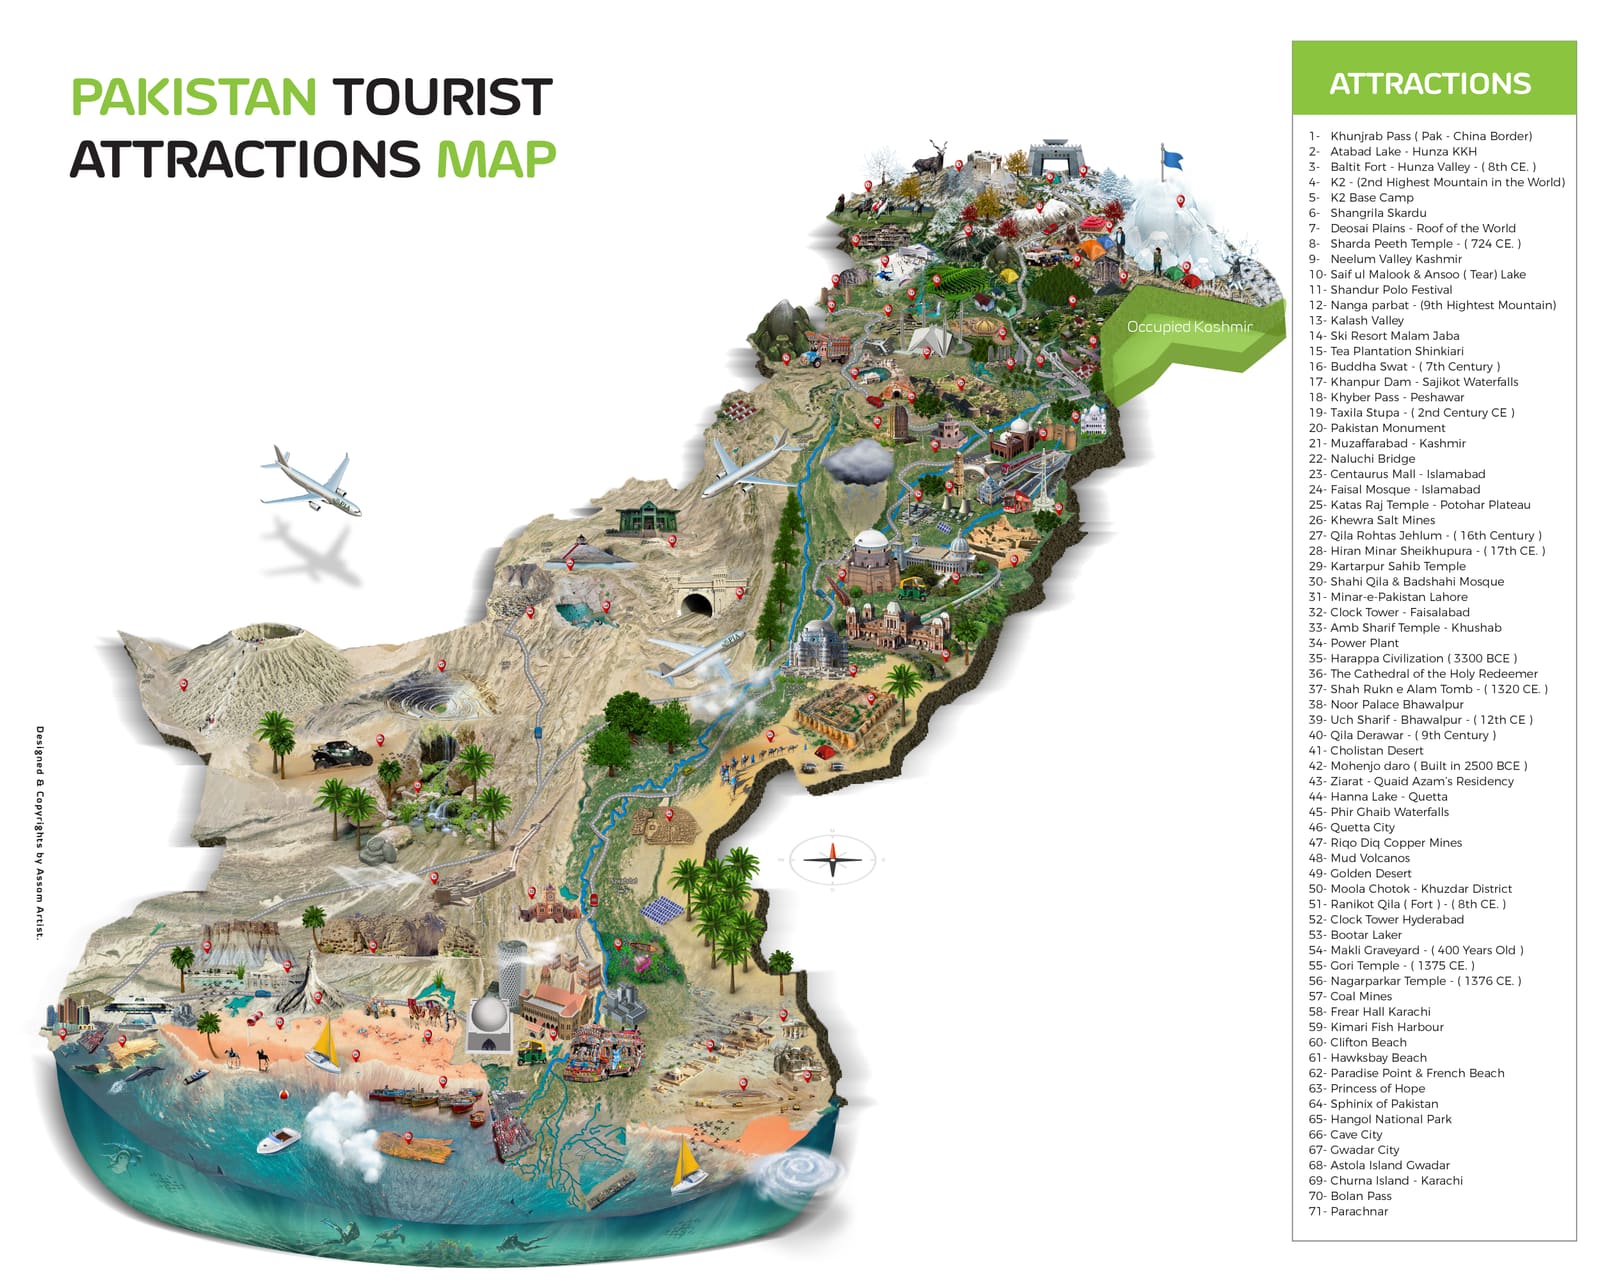 PAKISTAN TOURIST
ATTRACTIONS MAP
Occupied Kashmir
PIA
PIA
Designed & Copyrights by Assam Artist.
ATTRACTIONS
1- Khunjrab Pass ( Pak - China Border)
2- Atabad Lake - Hunza KKH
3- Baltit Fort - Hunza Valley - ( 8th CE. )
4- K2 - (2nd Highest Mountain in the World)
5- K2 Base Camp
6- Shangrila Skardu
7- Deosai Plains - Roof of the World
8- Sharda Peeth Temple - ( 724 CE. )
9- Neelum Valley Kashmir
10- Saif ul Malook & Ansoo ( Tear) Lake
11- Shandur Polo Festival
12- Nanga parbat - (9th Hightest Mountain)
13- Kalash Valley
14- Ski Resort Malam Jaba
15- Tea Plantation Shinkiari
16- Buddha Swat - ( 7th Century )
17- Khanpur Dam - Sajikot Waterfalls
18- Khyber Pass - Peshawar
19- Taxila Stupa - ( 2nd Century CE )
20- Pakistan Monument
21- Muzaffarabad - Kashmir
22- Naluchi Bridge
23- Centaurus Mall - Islamabad
24- Faisal Mosque - Islamabad
25- Katas Raj Temple - Potohar Plateau
26- Khewra Salt Mines
27- Qila Rohtas Jehlum - ( 16th Century )
28- Hiran Minar Sheikhupura - ( 17th CE. )
29- Kartarpur Sahib Temple
30- Shahi Qila & Badshahi Mosque
31- Minar-e-Pakistan Lahore
32- Clock Tower - Faisalabad
33- Amb Sharif Temple - Khushab
34- Power Plant
35- Harappa Civilization ( 3300 BCE )
36- The Cathedral of the Holy Redeemer
37- Shah Rukn e Alam Tomb - ( 1320 CE. )
38- Noor Palace Bhawalpur
39- Uch Sharif - Bhawalpur - ( 12th CE )
40- Qila Derawar - ( 9th Century )
41- Cholistan Desert
42- Mohenjo daro ( Built in 2500 BCE )
43- Ziarat - Quaid Azam's Residency
44- Hanna Lake - Quetta
45- Phir Ghaib Waterfalls
46- Quetta City
47- Riqo Diq Copper Mines
48- Mud Volcanos
49- Golden Desert
50- Moola Chotok - Khuzdar District
51- Ranikot Qila ( Fort ) - ( 8th CE. )
52- Clock Tower Hyderabad
53- Bootar Laker
54- Makli Graveyard - ( 400 Years Old )
55- Gori Temple - ( 1375 CE. )
56- Nagarparkar Temple - ( 1376 CE. )
57- Coal Mines
58- Frear Hall Karachi
59- Kimari Fish Harbour
60- Clifton Beach
61- Hawksbay Beach
62- Paradise Point & French Beach
63- Princess of Hope
64- Sphinix of Pakistan
65- Hangol National Park
66- Cave City
67- Gwadar City
68- Astola Island Gwadar
69- Churna Island - Karachi
70- Bolan Pass
71- Parachnar